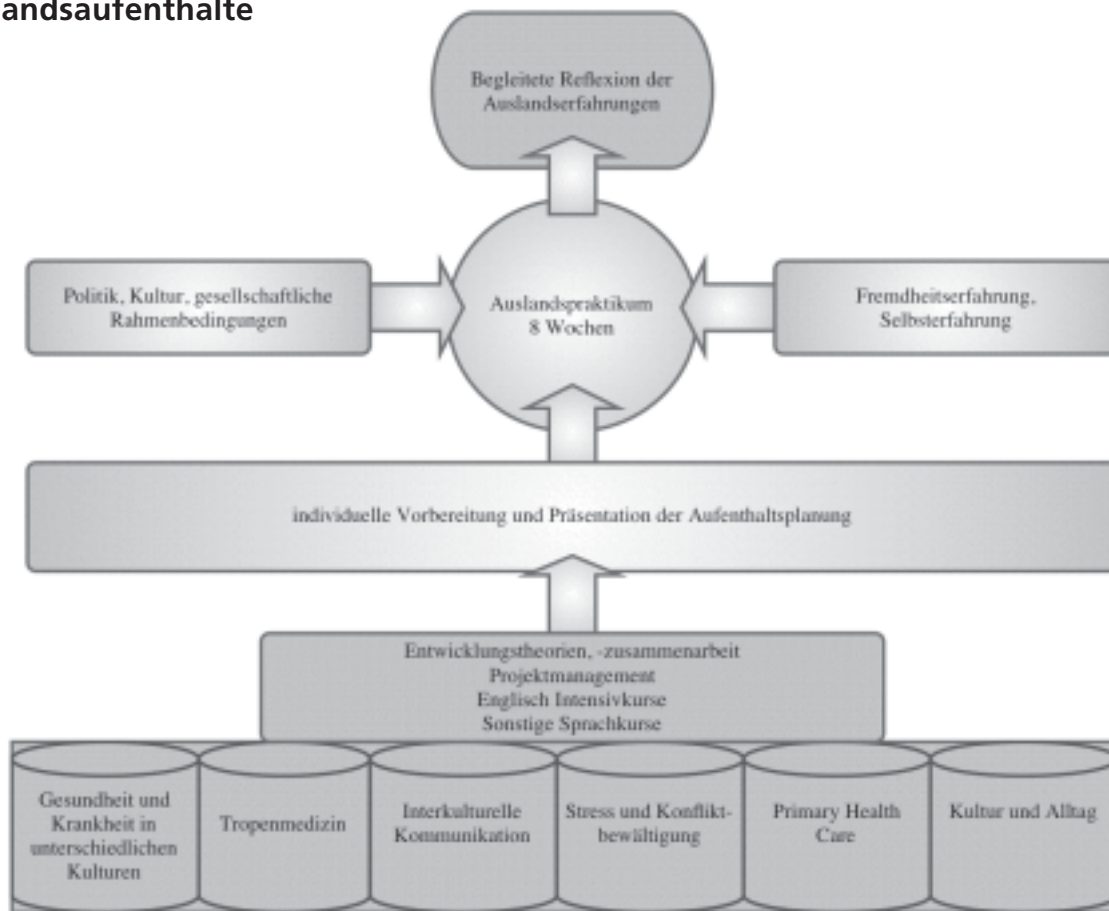 andsaufenthalte
Begleitete Reflexion der
Auslandserfahrungen
Politik, Kultur, gesellschaftliche
Rahmenbedingungen
Auslandspraktikum
8 Wochen
Fremdheitserfahrung,
Selbsterfahrung
individuelle Vorbereitung und Präsentation der Aufenthaltsplanung
Entwicklungstheorien, -zusammenarbeit
Projektmanagement
Englisch Intensivkurse
Sonstige Sprachkurse
Gesundheit und
Krankheit in
unterschiedlichen
Kulturen
Tropenmedizin
Interkulturelle
Kommunikation
Stress und Konflikt-
bewältigung
Primary Health
Care
Kultur und Alltag